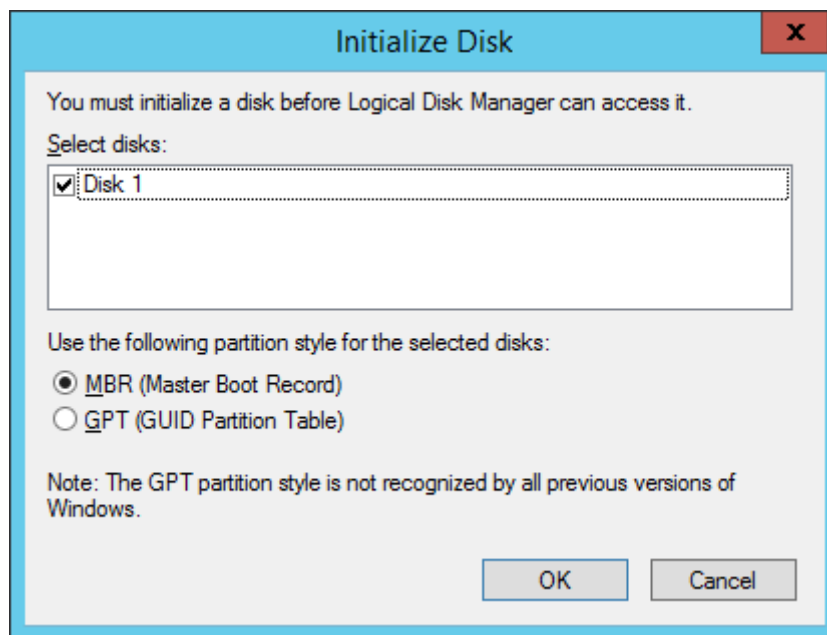 Initialize Disk
x
You must initialize a disk before Logical Disk Manager can access it.
Select disks:
Disk 1
Use the following partition style for the selected disks:
MBR (Master Boot Record)
GPT (GUID Partition Table)
Note: The GPT partition style is not recognized by all previous versions of
Windows.
OK Cancel